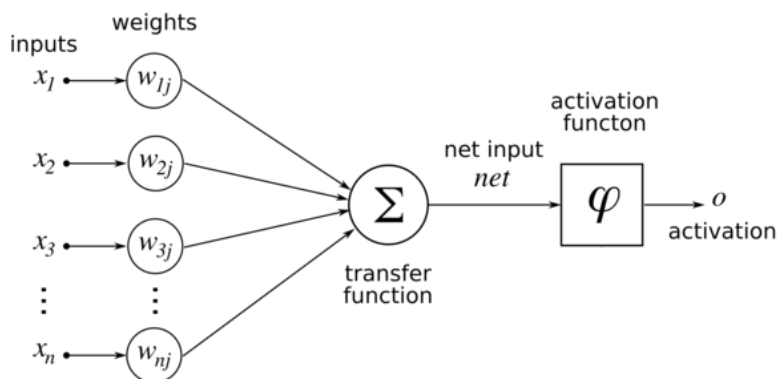 weights
inputs
x1
w1j
x2
w2j
x3
w3j
⋮
⋮
xn
wnj
Σ
transfer
function
net input
net
activation
functon
φ
o
activation